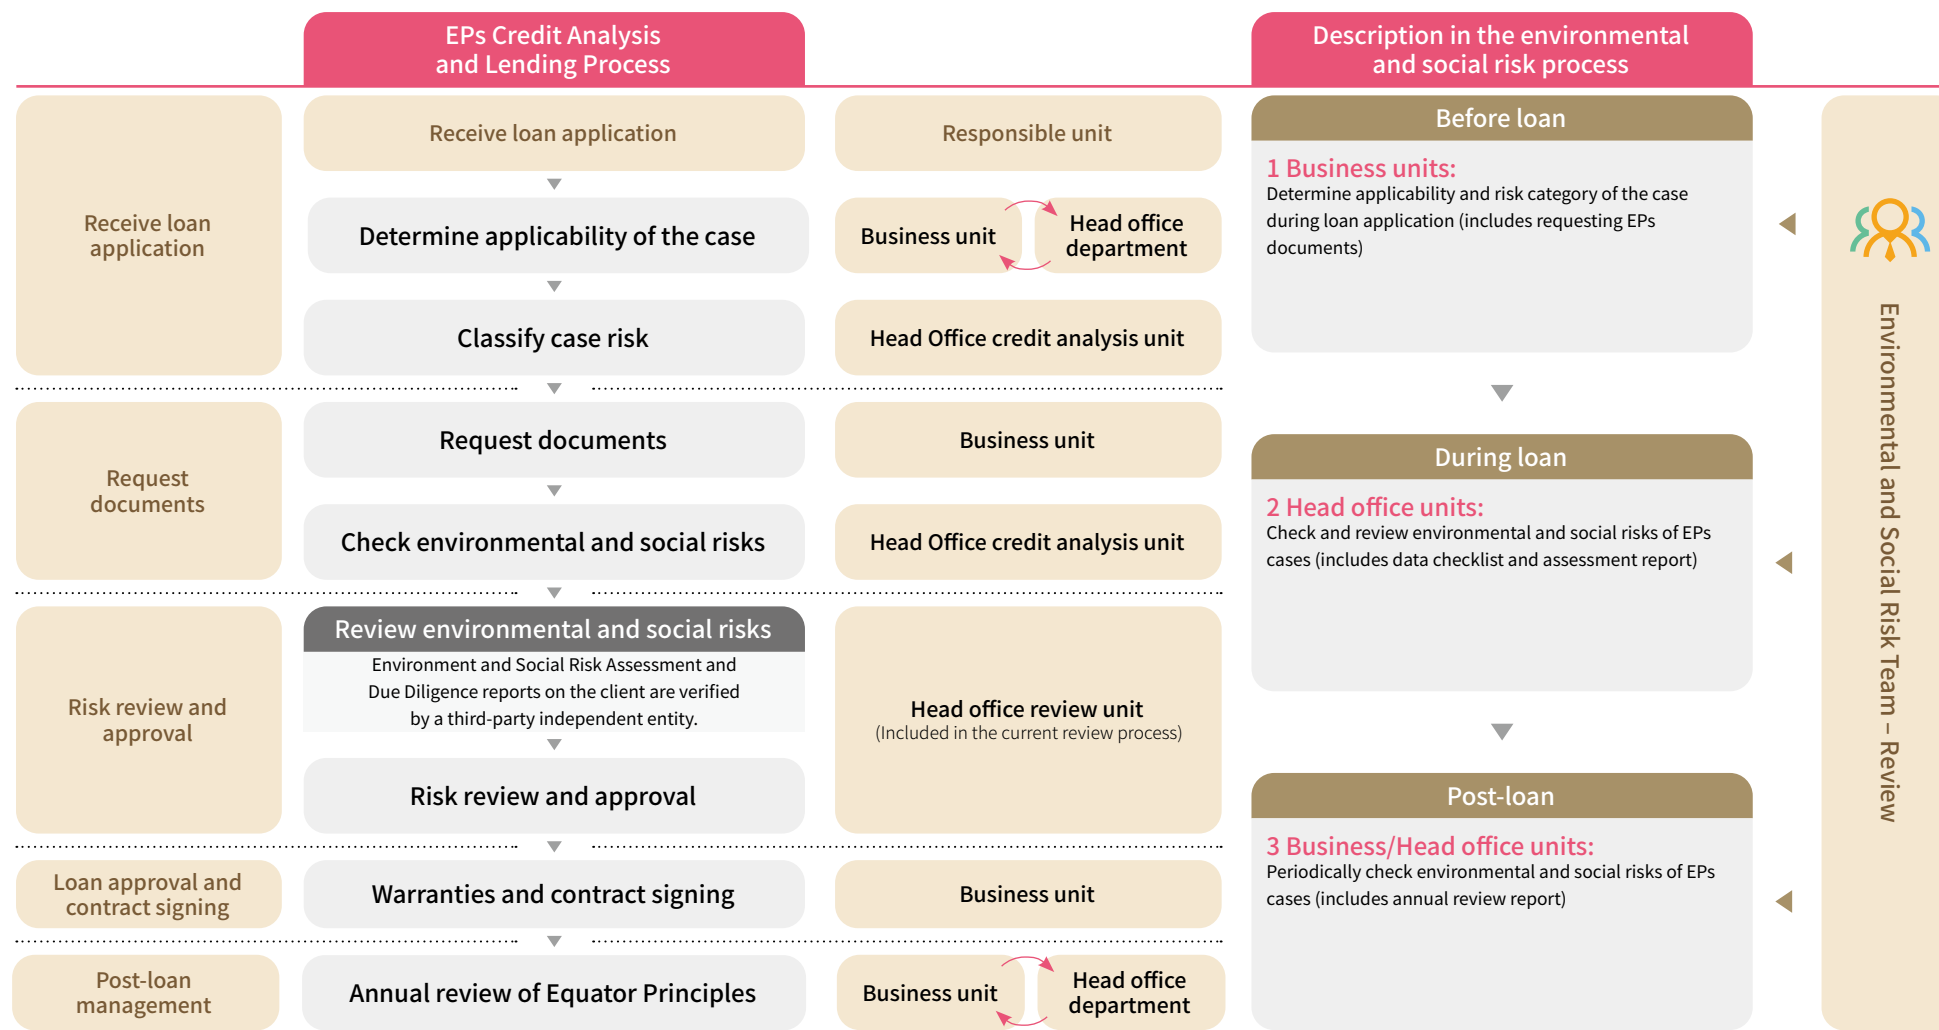 EPs Credit Analysis
and Lending Process
Description in the environmental
and social risk process
Receive loan
application
Receive loan application
Responsible unit
Determine applicability of the case
Business unit
Head office
department
Classify case risk
Head Office credit analysis unit
Request
documents
Request documents
Business unit
Check environmental and social risks
Head Office credit analysis unit
Risk review and
approval
Review environmental and social risks
Environment and Social Risk Assessment and
Due Diligence reports on the client are verified
by a third-party independent entity.
Risk review and approval
Head office review unit
(Included in the current review process)
Loan approval and
contract signing
Warranties and contract signing
Business unit
Post-loan
management
Annual review of Equator Principles
Business unit
Head office
department
Before loan
1 Business units:
Determine applicability and risk category of the case
during loan application (includes requesting EPs
documents)
During loan
2 Head office units:
Check and review environmental and social risks of EPs
cases (includes data checklist and assessment report)
Post-loan
3 Business/Head office units:
Periodically check environmental and social risks of EPs
cases (includes annual review report)
Environmental and Social Risk Team – Review